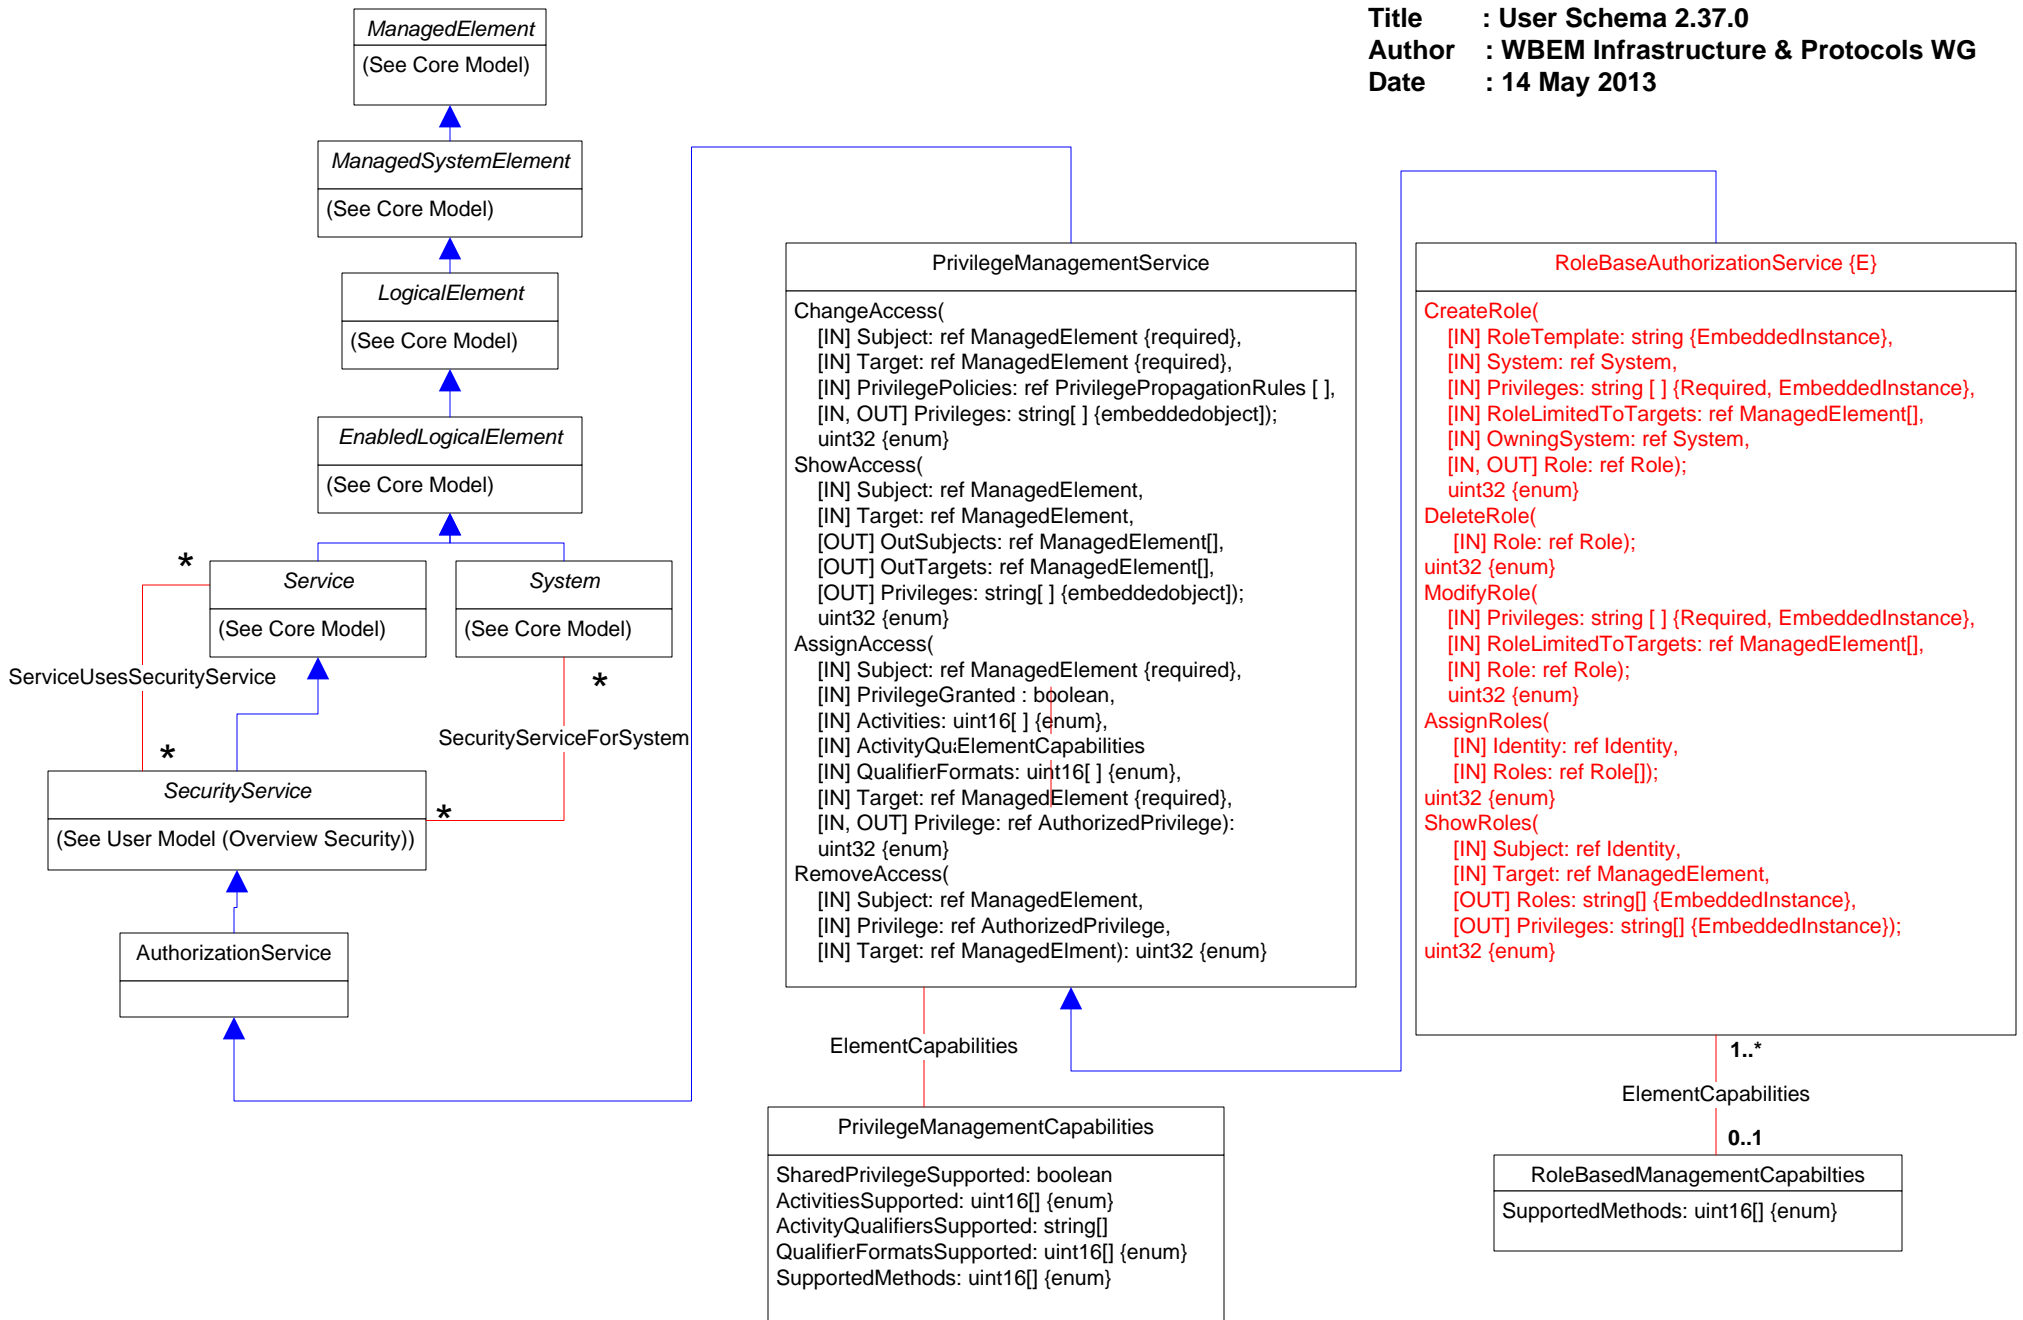 Title : User Schema 2.37.0
Author : WBEM Infrastructure & Protocols WG
Date : 14 May 2013
ManagedElement
(See Core Model)
ManagedSystemElement
(See Core Model)
LogicalElement
(See Core Model)
EnabledLogicalElement
(See Core Model)
*
Service
(See Core Model)
System
(See Core Model)
ServiceUsesSecurityService
*
SecurityServiceForSystem
*
*
SecurityService
(See User Model (Overview Security))
AuthorizationService
PrivilegeManagementService
ChangeAccess(
[IN] Subject: ref ManagedElement {required},
[IN] Target: ref ManagedElement {required},
[IN] PrivilegePolicies: ref PrivilegePropagationRules [ ],
[IN, OUT] Privileges: string[ ] {embeddedobject]);
uint32 {enum}
ShowAccess(
[IN] Subject: ref ManagedElement,
[IN] Target: ref ManagedElement,
[OUT] OutSubjects: ref ManagedElement[],
[OUT] OutTargets: ref ManagedElement[],
[OUT] Privileges: string[ ] {embeddedobject]);
uint32 {enum}
AssignAccess(
[IN] Subject: ref ManagedElement {required},
[IN] PrivilegeGranted : boolean,
[IN] Activities: uint16[ ] {enum},
[IN] ActivityQu
ElementCapabilities
[IN] QualifierFormats: uint16[ ] {enum},
[IN] Target: ref ManagedElement {required},
[IN, OUT] Privilege: ref AuthorizedPrivilege):
uint32 {enum}
RemoveAccess(
[IN] Subject: ref ManagedElement,
[IN] Privilege: ref AuthorizedPrivilege,
[IN] Target: ref ManagedElment): uint32 {enum}
ElementCapabilities
PrivilegeManagementCapabilities
SharedPrivilegeSupported: boolean
ActivitiesSupported: uint16[] {enum}
ActivityQualifiersSupported: string[]
QualifierFormatsSupported: uint16[] {enum}
SupportedMethods: uint16[] {enum}
RoleBaseAuthorizationService {E}
CreateRole(
[IN] RoleTemplate: string {EmbeddedInstance},
[IN] System: ref System,
[IN] Privileges: string [ ] {Required, EmbeddedInstance},
[IN] RoleLimitedToTargets: ref ManagedElement[],
[IN] OwningSystem: ref System,
[IN, OUT] Role: ref Role);
uint32 {enum}
DeleteRole(
[IN] Role: ref Role);
uint32 {enum}
ModifyRole(
[IN] Privileges: string [ ] {Required, EmbeddedInstance},
[IN] RoleLimitedToTargets: ref ManagedElement[],
[IN] Role: ref Role);
uint32 {enum}
AssignRoles(
[IN] Identity: ref Identity,
[IN] Roles: ref Role[]);
uint32 {enum}
ShowRoles(
[IN] Subject: ref Identity,
[IN] Target: ref ManagedElement,
[OUT] Roles: string[] {EmbeddedInstance},
[OUT] Privileges: string[] {EmbeddedInstance});
uint32 {enum}
1..*
ElementCapabilities
0..1
RoleBasedManagementCapabilties
SupportedMethods: uint16[] {enum}